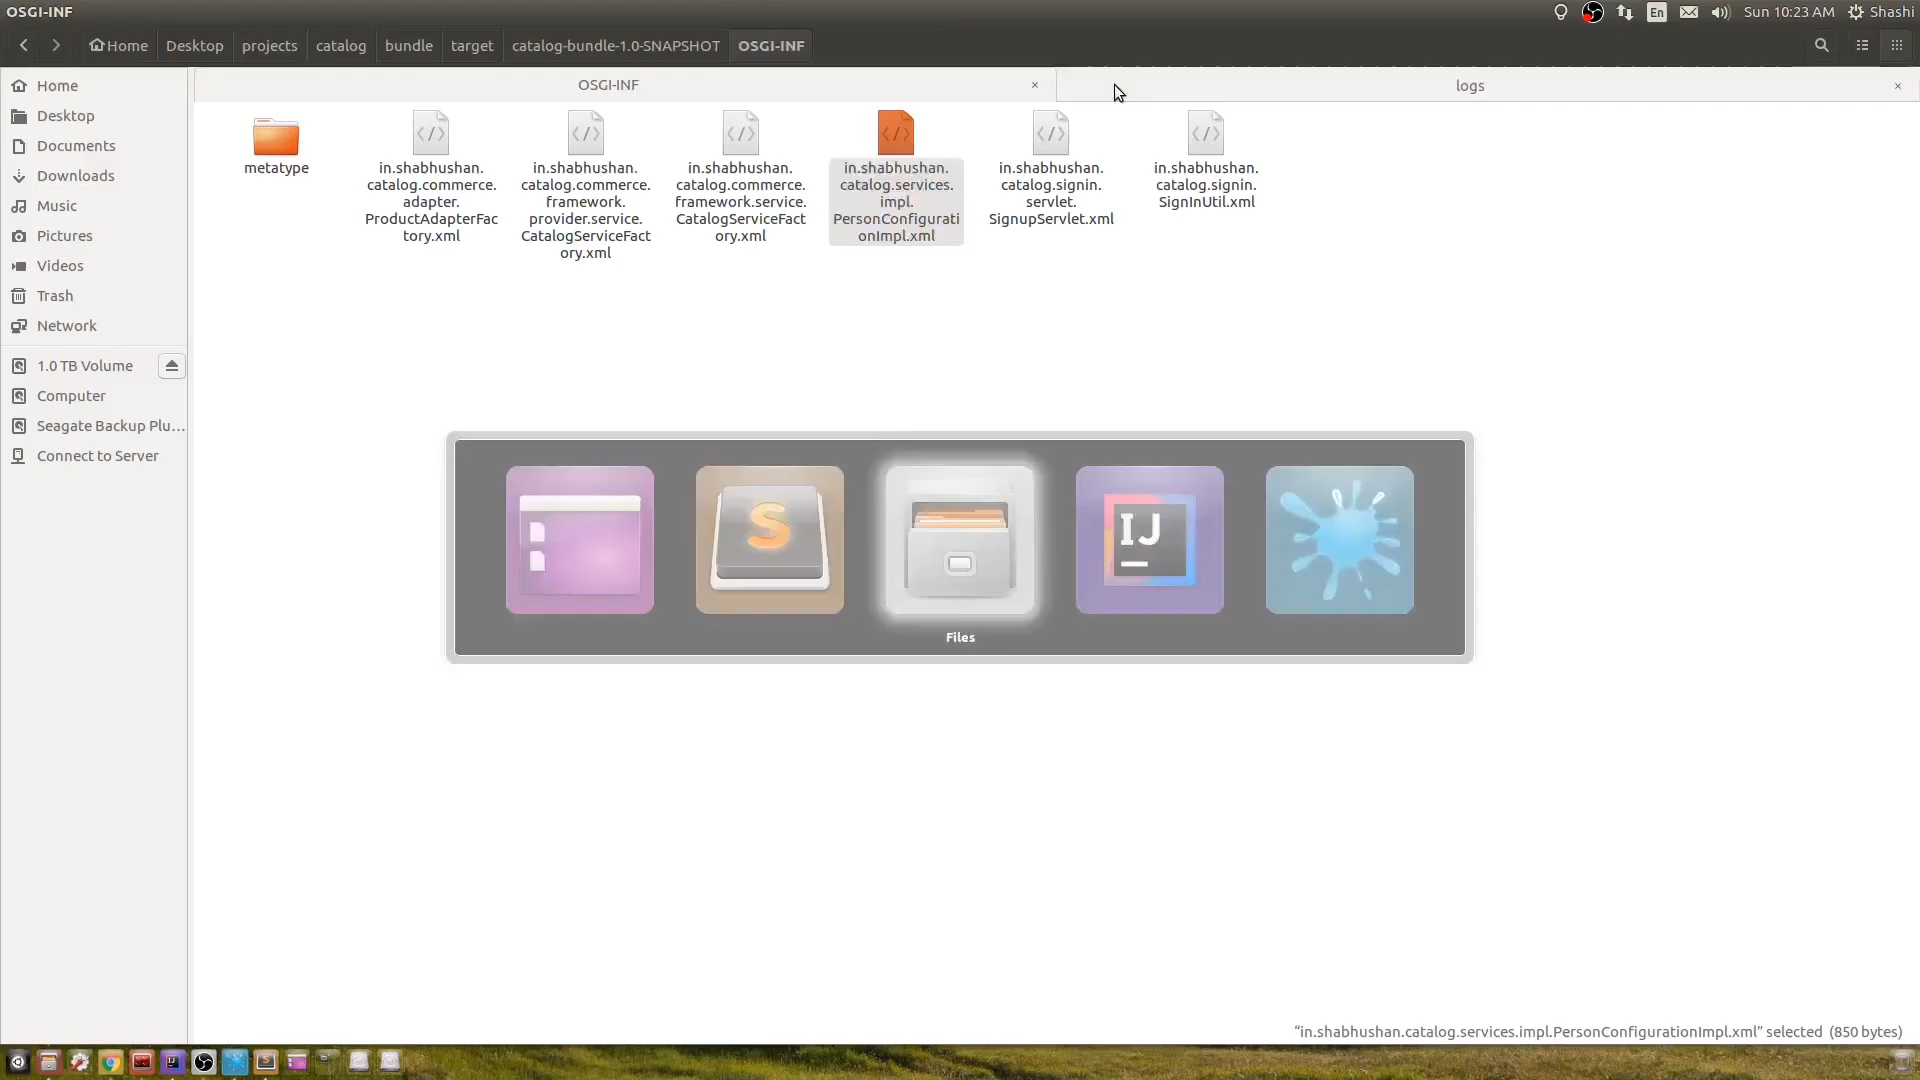 OSGI-INF
En
Sun 10:23 AM
Shashi
Home
Desktop
projects
catalog
bundle
target
catalog-bundle-1.0-SNAPSHOT
OSGI-INF
OSGI-INF
logs
Home
Desktop
Documents
Downloads
Music
Pictures
Videos
Trash
Network
1.0 TB Volume
Computer
Seagate Backup Plu...
Connect to Server
metatype
in.shabhushan.
catalog.commerce.
adapter.
ProductAdapterFac
tory.xml
in.shabhushan.
catalog.commerce.
framework.
provider.service.
CatalogServiceFact
ory.xml
in.shabhushan.
catalog.commerce.
framework.service.
CatalogServiceFact
ory.xml
in.shabhushan.
catalog.services.
impl.
PersonConfigurati
onImpl.xml
in.shabhushan.
catalog.signin.
servlet.
SignupServlet.xml
in.shabhushan.
catalog.signin.
SignInUtil.xml
S
IJ
Files
“in.shabhushan.catalog.services.impl.PersonConfigurationImpl.xml” selected (850 bytes)